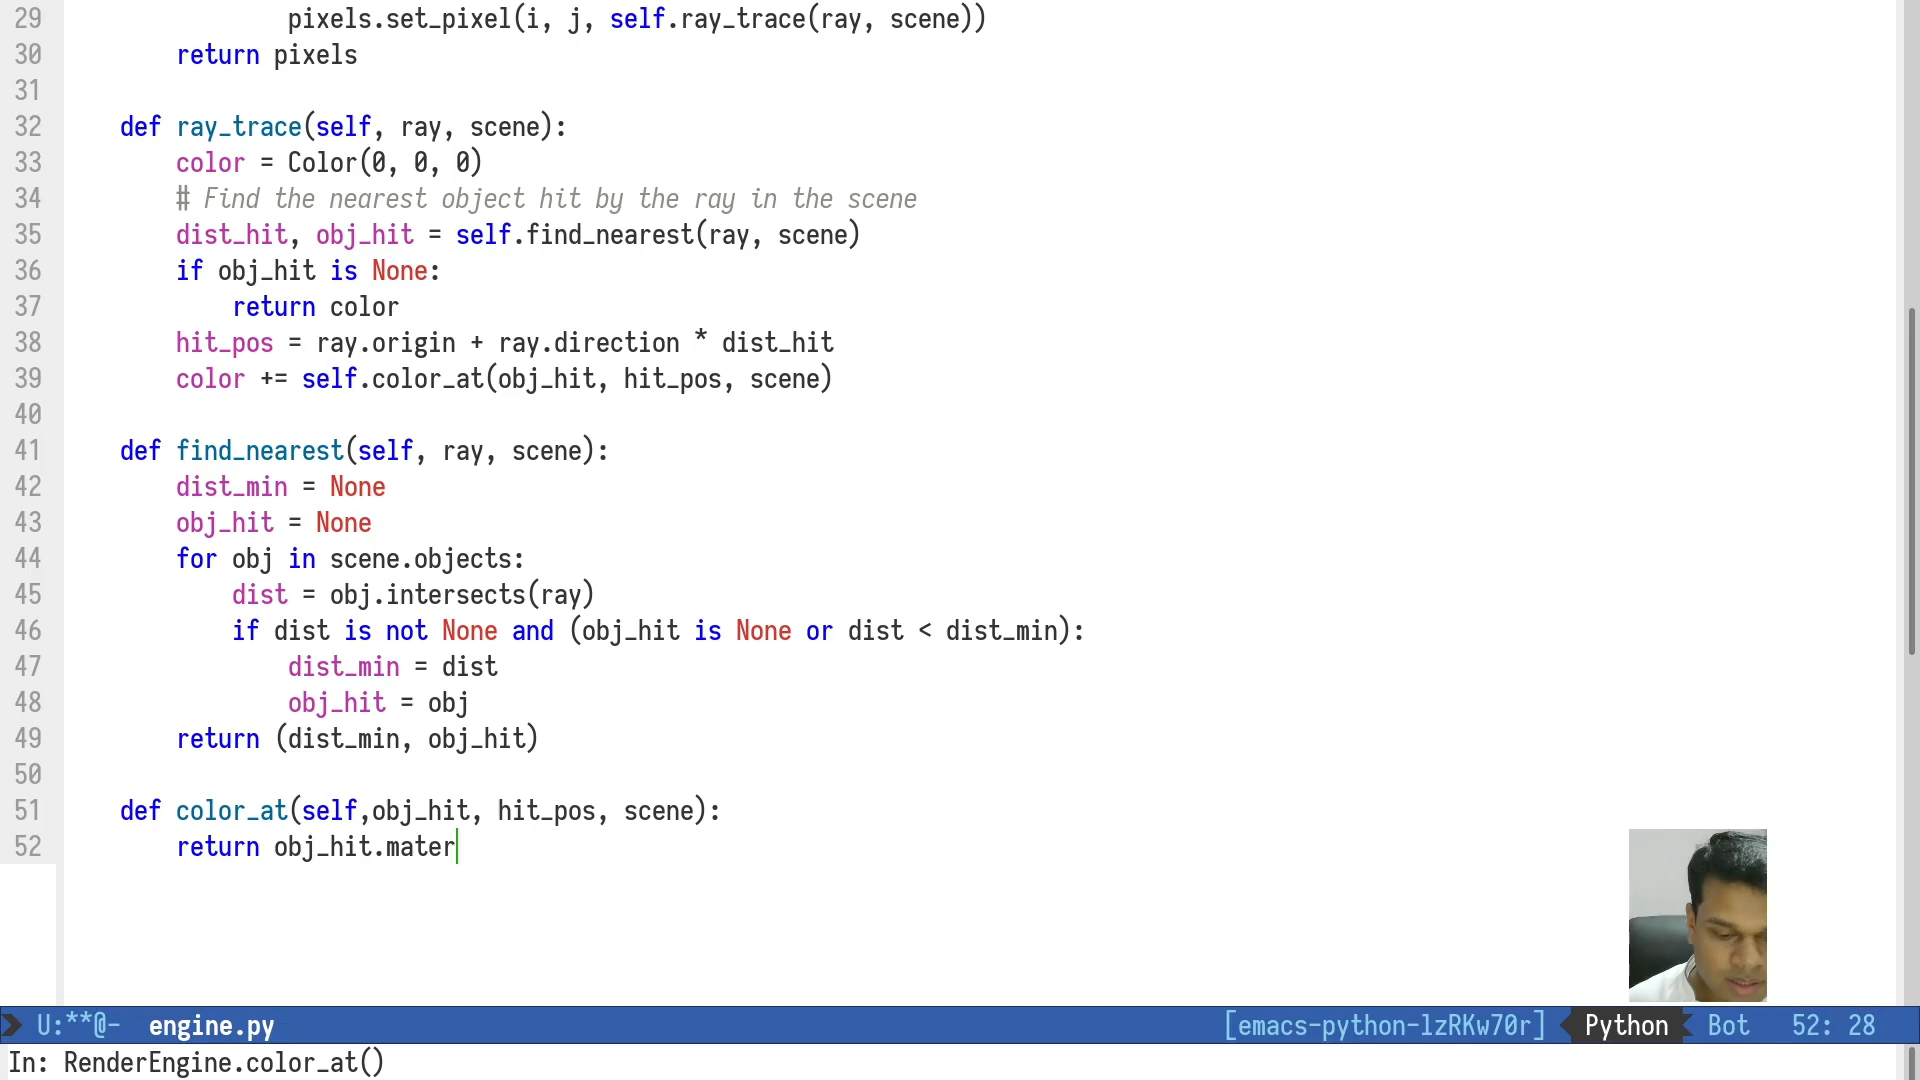 29 pixels.set_pixel(i, j, self.ray_trace(ray, scene))
30 return pixels
31
32 def ray_trace(self, ray, scene):
33 color = Color(0, 0, 0)
34 # Find the nearest object hit by the ray in the scene
35 dist_hit, obj_hit = self.find_nearest(ray, scene)
36 if obj_hit is None:
37 return color
38 hit_pos = ray.origin + ray.direction * dist_hit
39 color += self.color_at(obj_hit, hit_pos, scene)
40
41 def find_nearest(self, ray, scene):
42 dist_min = None
43 obj_hit = None
44 for obj in scene.objects:
45 dist = obj.intersects(ray)
46 if dist is not None and (obj_hit is None or dist < dist_min):
47 dist_min = dist
48 obj_hit = obj
49 return (dist_min, obj_hit)
50
51 def color_at(self,obj_hit, hit_pos, scene):
52 return obj_hit.mater
U:**@- engine.py [emacs-python-lzRKw70r] Python Bot 52: 28
In: RenderEngine.color_at()